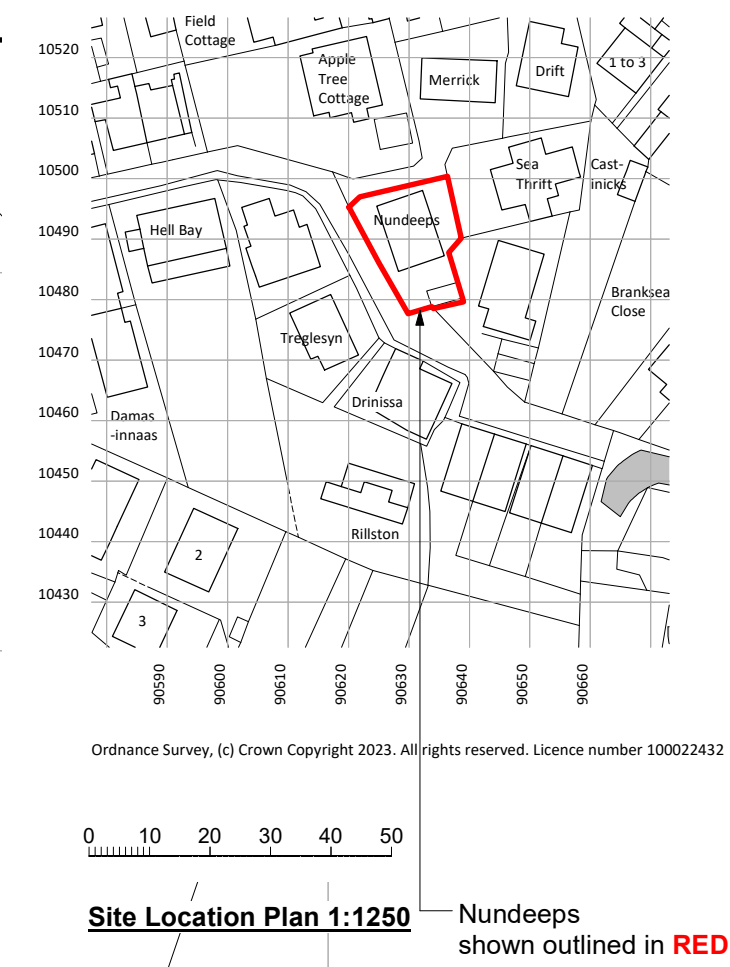 Field
Cottage
10520
Apple
Tree
Cottage
Merrick
Drift
1 to 3
10510
10500
Sea
Thrift
Cast-
inicks
10490
Hell Bay
Nundeeps
10480
Branksea
Close
10470
Treglesyn
10460
Drinissa
Damas
-innaas
10450
10440
Rillston
2
10430
3
90590
90600
90610
90620
90630
90640
90650
90660
Ordnance Survey, (c) Crown Copyright 2023. All rights reserved. Licence number 100022432
0 10 20 30 40 50
Site Location Plan 1:1250
Nundeeps
shown outlined in RED